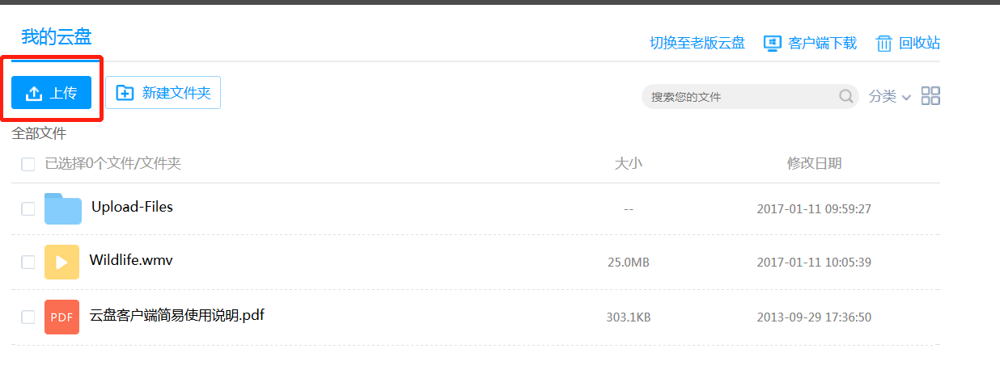 我的云盘
切换至老版云盘 客户端下载 回收站
上传 新建文件夹 搜索您的文件 分类
全部文件
已选择0个文件/文件夹 大小 修改日期
Upload-Files -- 2017-01-11 09:59:27
Wildlife.wmv 25.0MB 2017-01-11 10:05:39
PDF 云盘客户端简易使用说明.pdf 303.1KB 2013-09-29 17:36:50